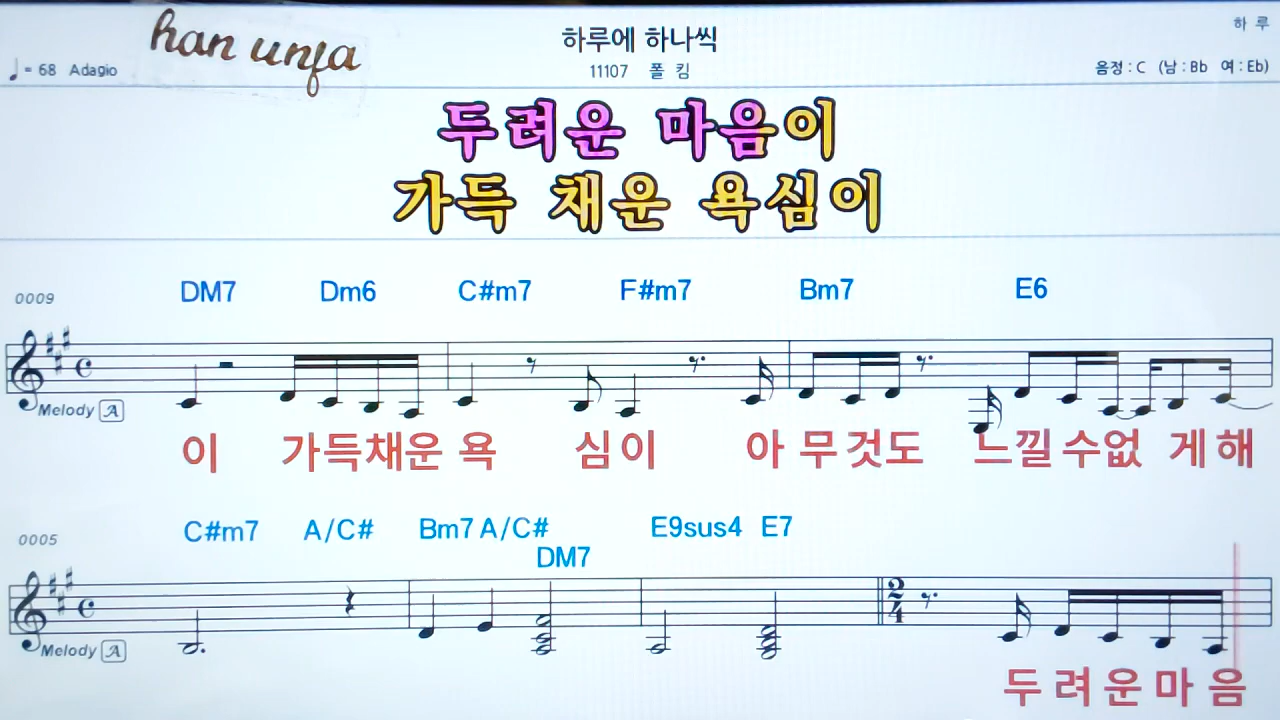 han unfa
하루에 하나씩
하 루
♩= 68 Adagio
11107 폴 킴
음정 : C (남 : Bb 여 : Eb)
두려운 마음이
가득 채운 욕심이
0009
DM7 Dm6 C#m7 F#m7 Bm7 E6
Melody A
이 가득채운 욕 심이 아 무것도 느낄수없 게해
0005
C#m7 A/C# Bm7 A/C# E9sus4 E7
DM7
2
4
Melody A
두려운마 음